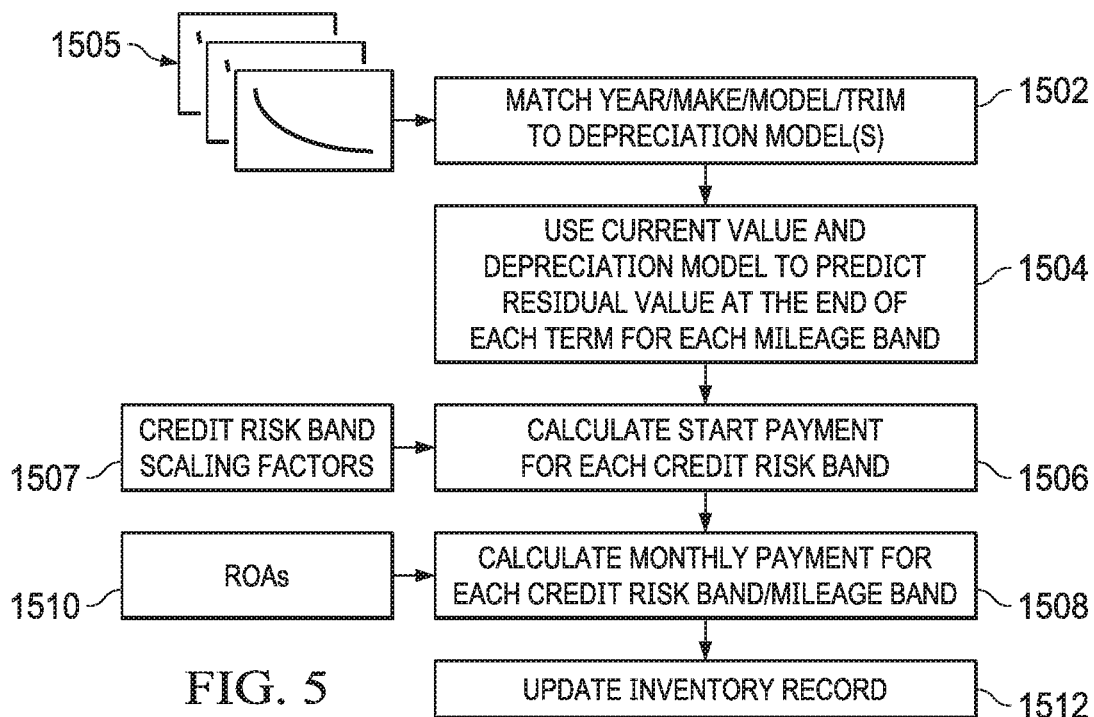 1505
MATCH YEAR/MAKE/MODEL/TRIM
TO DEPRECIATION MODEL(S)
1502
USE CURRENT VALUE AND
DEPRECIATION MODEL TO PREDICT
RESIDUAL VALUE AT THE END OF
EACH TERM FOR EACH MILEAGE BAND
1504
CREDIT RISK BAND
SCALING FACTORS
1507
CALCULATE START PAYMENT
FOR EACH CREDIT RISK BAND
1506
ROAs
1510
CALCULATE MONTHLY PAYMENT FOR
EACH CREDIT RISK BAND/MILEAGE BAND
1508
FIG. 5
UPDATE INVENTORY RECORD
1512